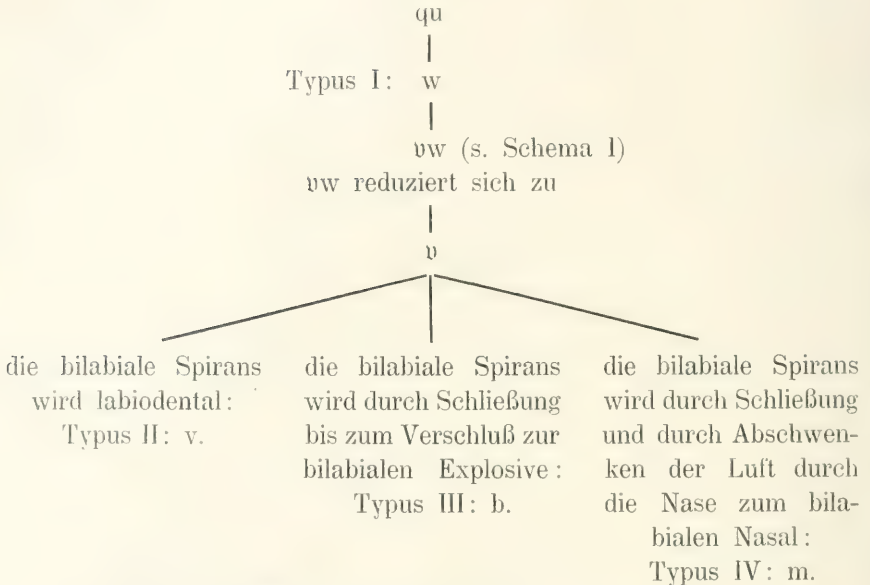 qu
Typus I: w
𝔳w (s. Schema 1)
𝔳w reduziert sich zu
𝔳
die bilabiale Spirans
wird labiodental:
Typus II: v.
die bilabiale Spirans
wird durch Schließung
bis zum Verschluß zur
bilabialen Explosive:
Typus III: b.
die bilabiale Spirans
wird durch Schließung
und durch Abschwen-
ken der Luft durch
die Nase zum bila-
bialen Nasal:
Typus IV: m.